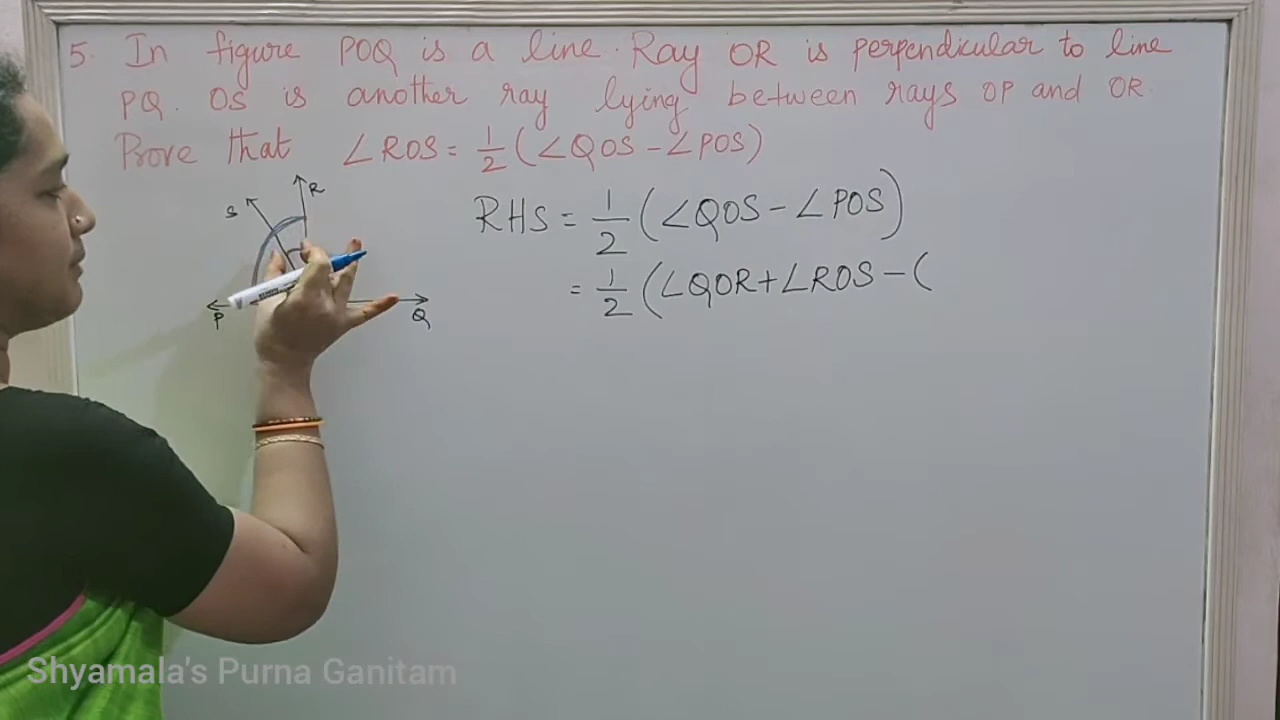 5. In figure POQ is a line. Ray OR is perpendicular to line
PQ. OS is another ray lying between rays OP and OR.
Prove that ∠ROS = 1/2 (∠QOS - ∠POS)
R
S
P
Q
RHS = 1/2 (∠QOS - ∠POS)
= 1/2 (∠QOR + ∠ROS - (
Shyamala's Purna Ganitam